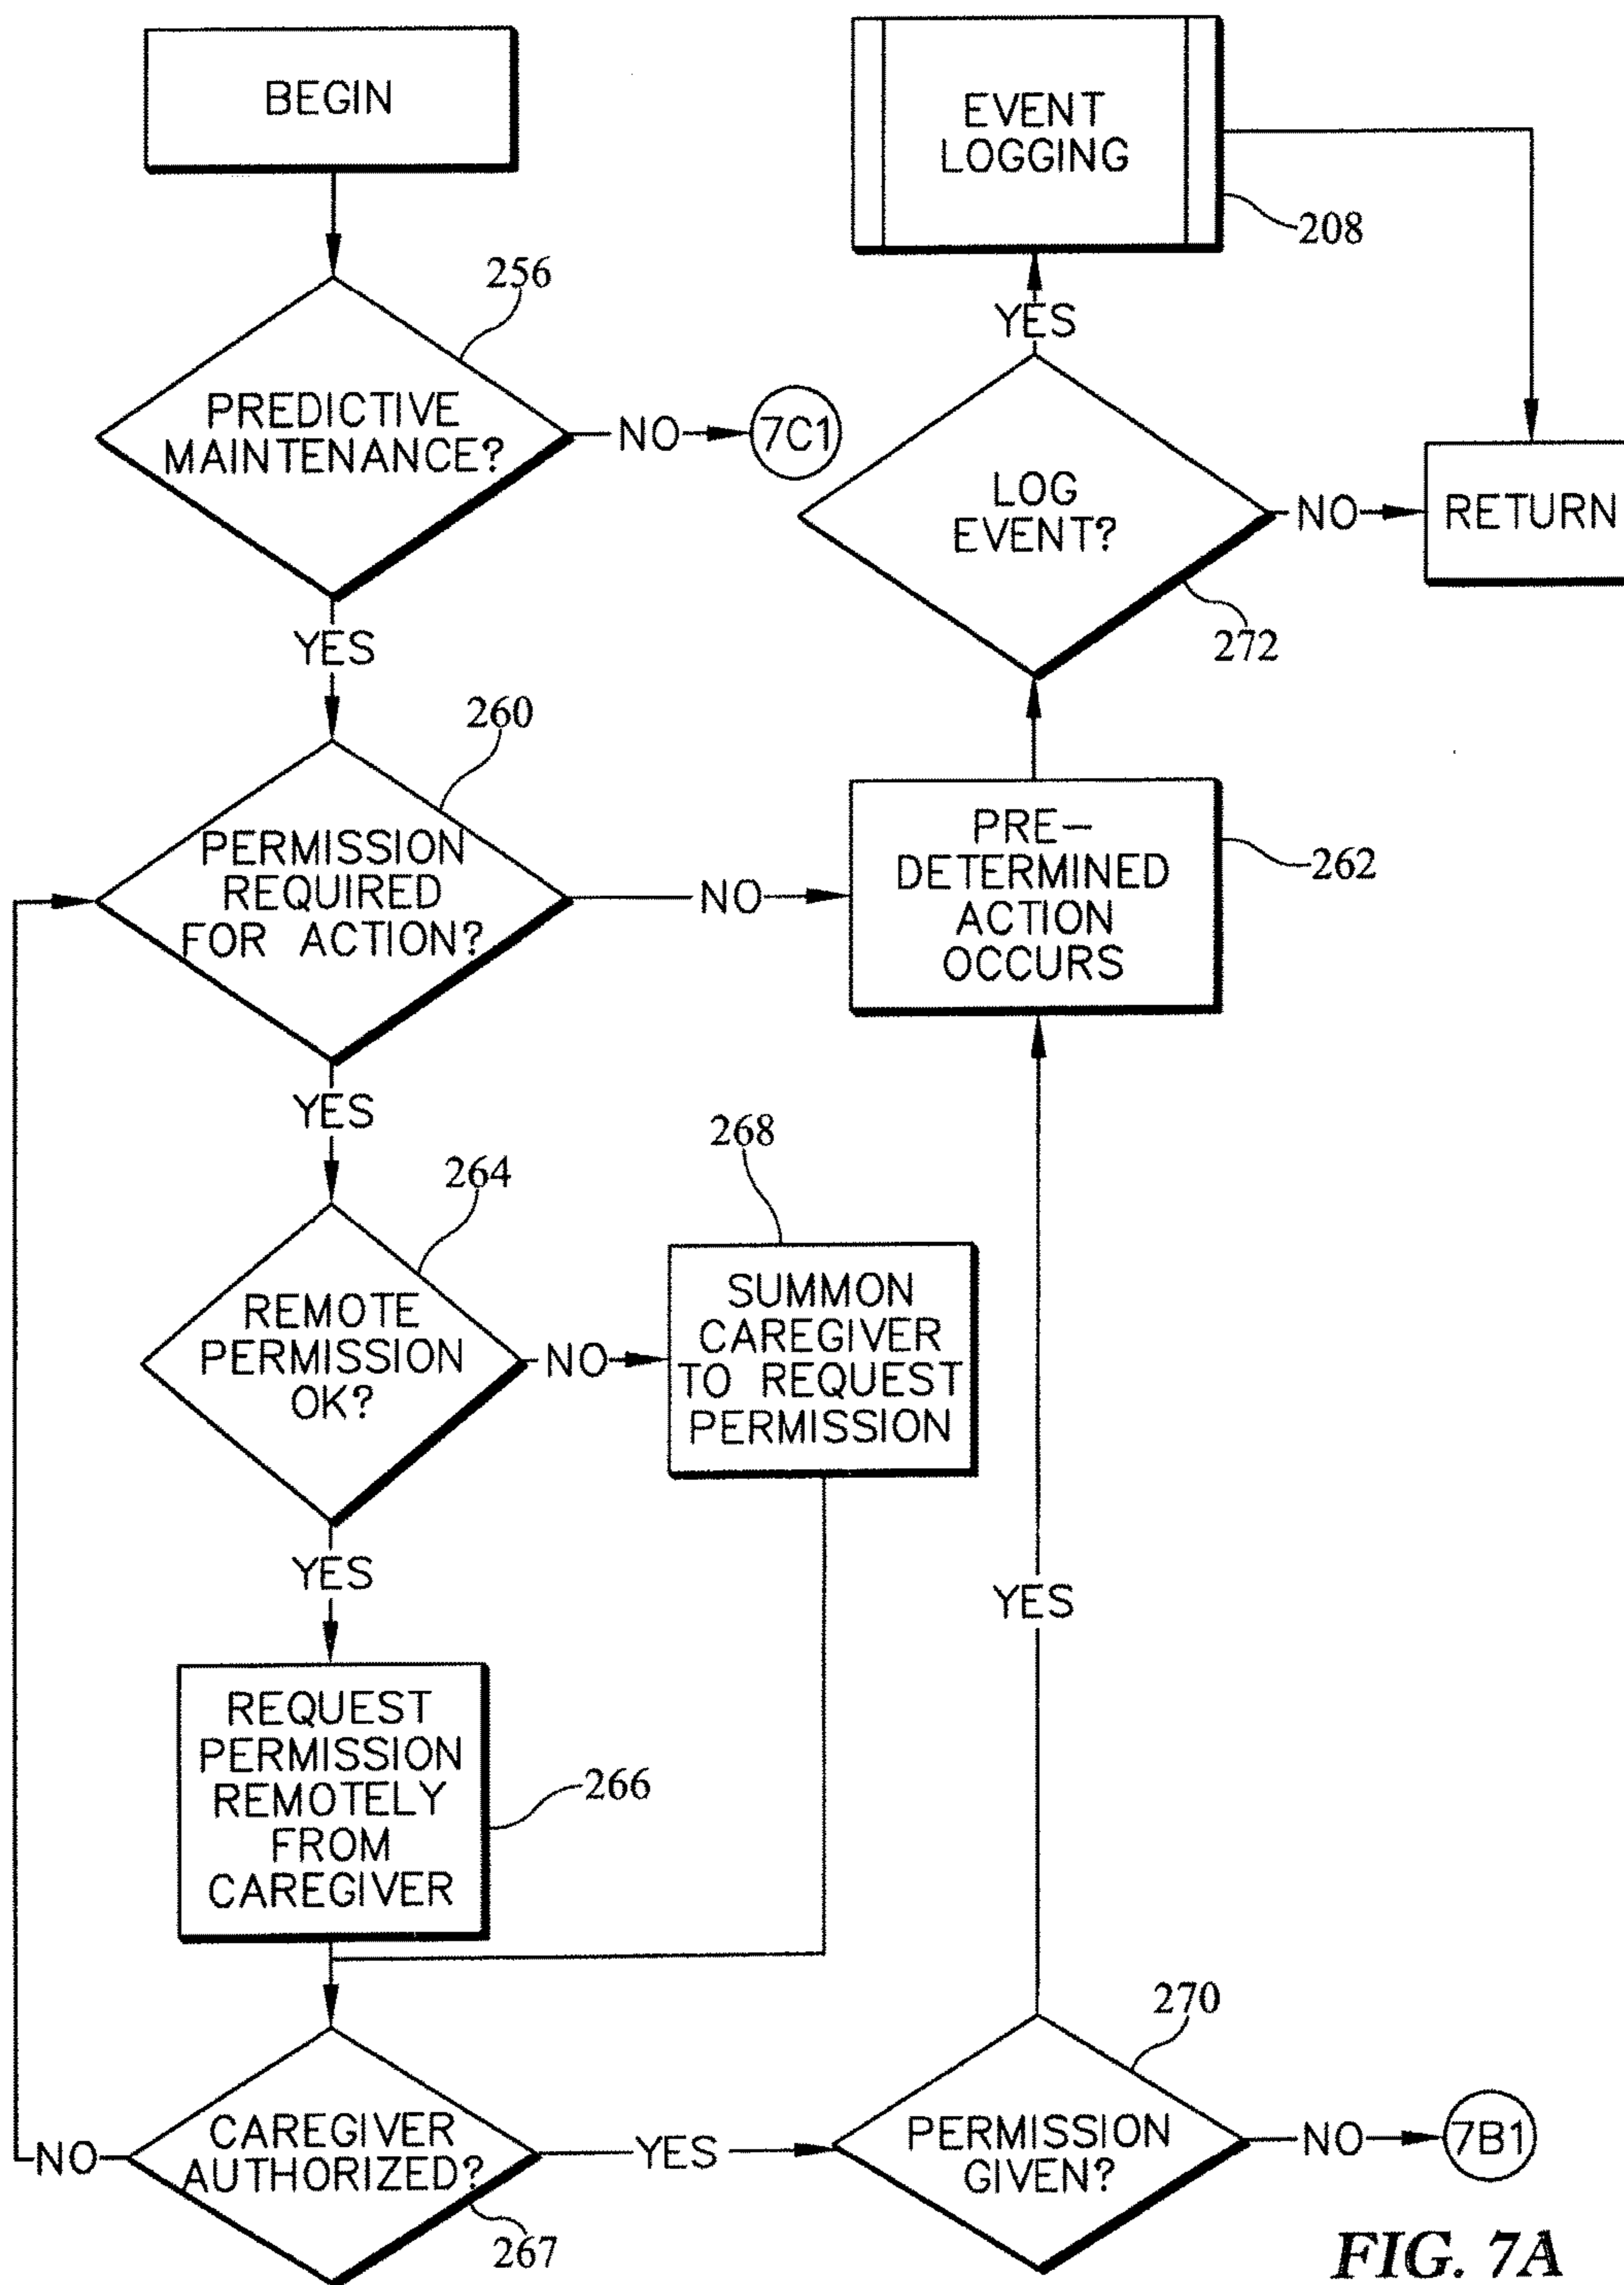 BEGIN
256
PREDICTIVE
MAINTENANCE?
NO
7C1
YES
260
PERMISSION
REQUIRED
FOR ACTION?
NO
YES
264
REMOTE
PERMISSION
OK?
NO
268
SUMMON
CAREGIVER
TO REQUEST
PERMISSION
YES
REQUEST
PERMISSION
REMOTELY
FROM
CAREGIVER
266
CAREGIVER
AUTHORIZED?
267
NO
YES
270
PERMISSION
GIVEN?
NO
7B1
YES
PRE-
DETERMINED
ACTION
OCCURS
262
LOG
EVENT?
272
NO
RETURN
YES
EVENT
LOGGING
208
FIG. 7A